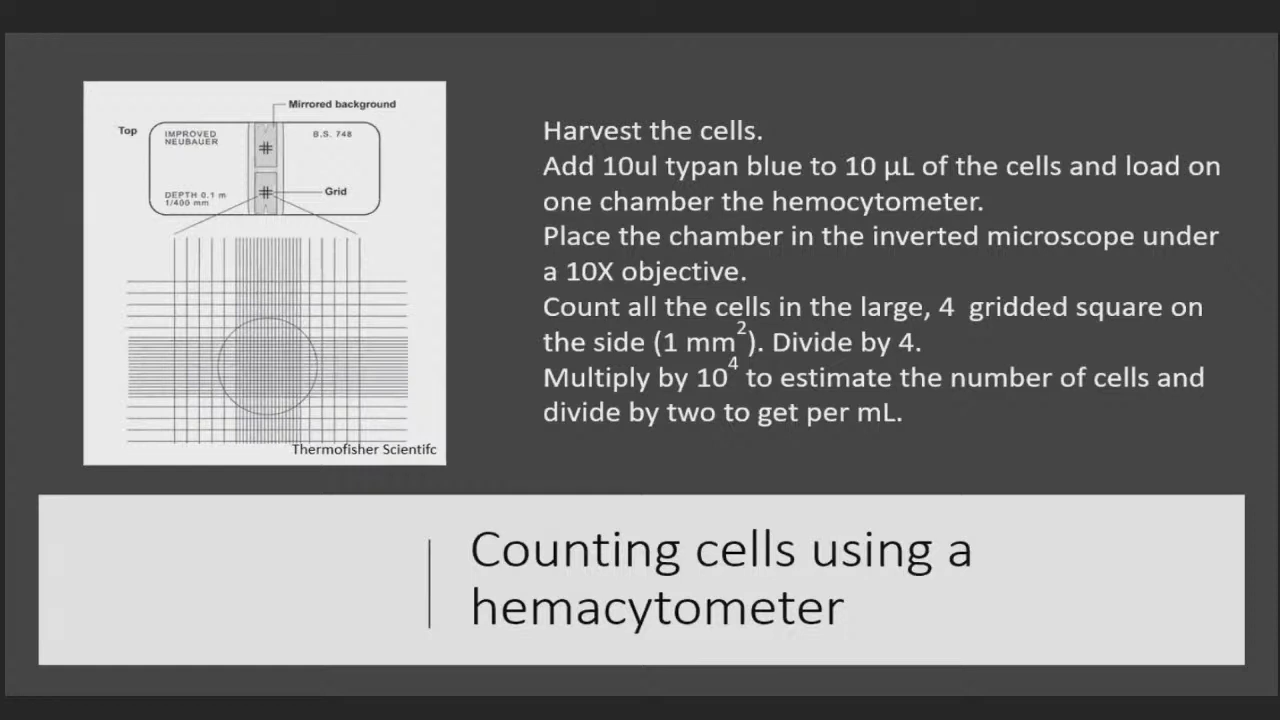 Mirrored background
Top
IMPROVED
NEUBAUER
B.S. 748
Grid
DEPTH 0.1 m
1/400 mm
Thermofisher Scientifc
Harvest the cells.
Add 10ul typan blue to 10 µL of the cells and load on
one chamber the hemocytometer.
Place the chamber in the inverted microscope under
a 10X objective.
Count all the cells in the large, 4 gridded square on
the side (1 mm²). Divide by 4.
Multiply by 10⁴ to estimate the number of cells and
divide by two to get per mL.
Counting cells using a
hemacytometer